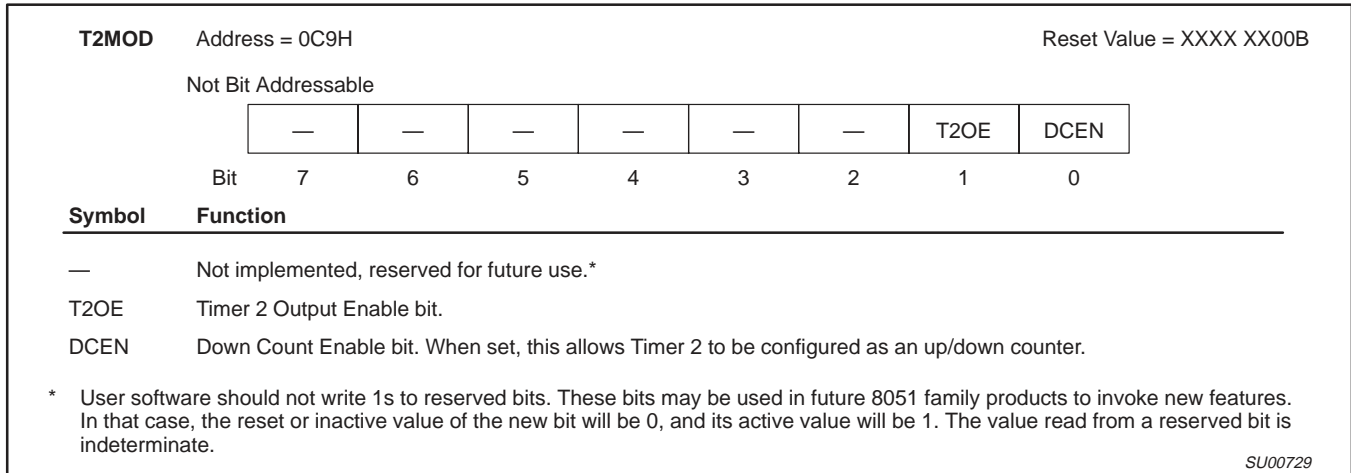 T2MOD Address = 0C9H Reset Value = XXXX XX00B
Not Bit Addressable
— — — — — — T2OE DCEN
Bit 7 6 5 4 3 2 1 0
Symbol Function
— Not implemented, reserved for future use.*
T2OE Timer 2 Output Enable bit.
DCEN Down Count Enable bit. When set, this allows Timer 2 to be configured as an up/down counter.
* User software should not write 1s to reserved bits. These bits may be used in future 8051 family products to invoke new features.
In that case, the reset or inactive value of the new bit will be 0, and its active value will be 1. The value read from a reserved bit is
indeterminate.
SU00729